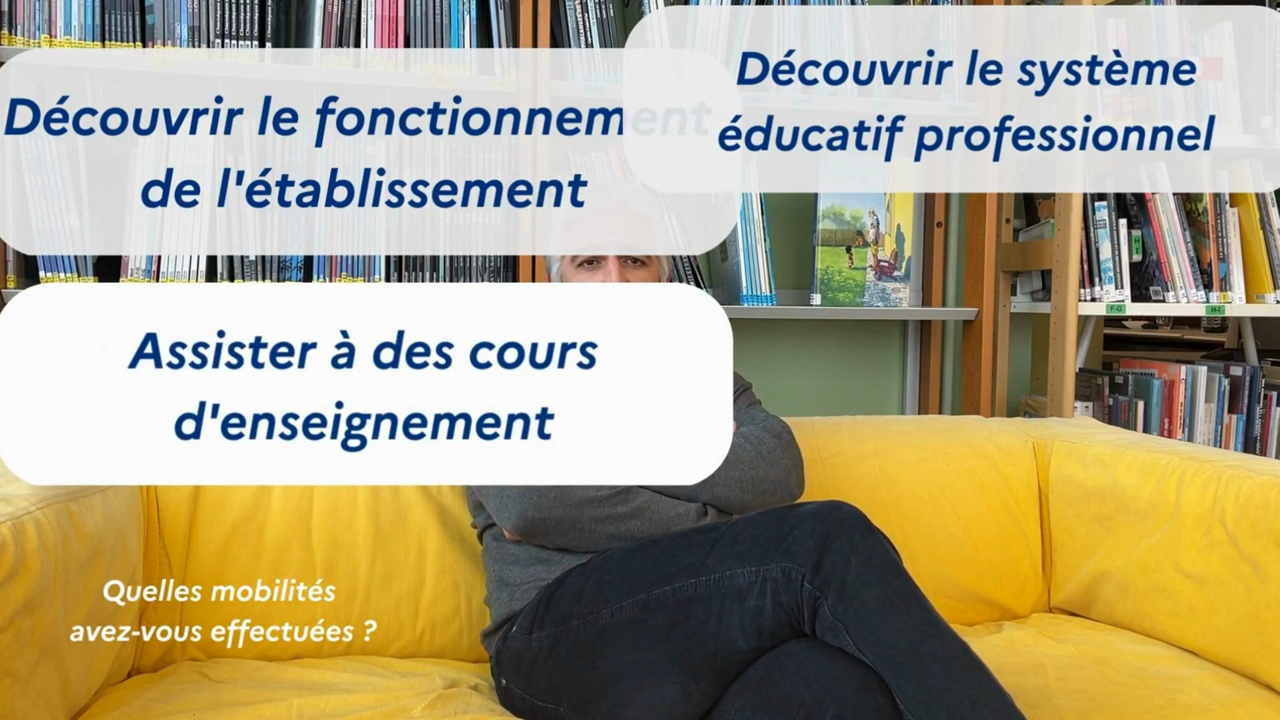 Découvrir le fonctionnement
de l'établissement
Découvrir le système
éducatif professionnel
Assister à des cours
d'enseignement
Quelles mobilités
avez-vous effectuées ?
F-G
H-I